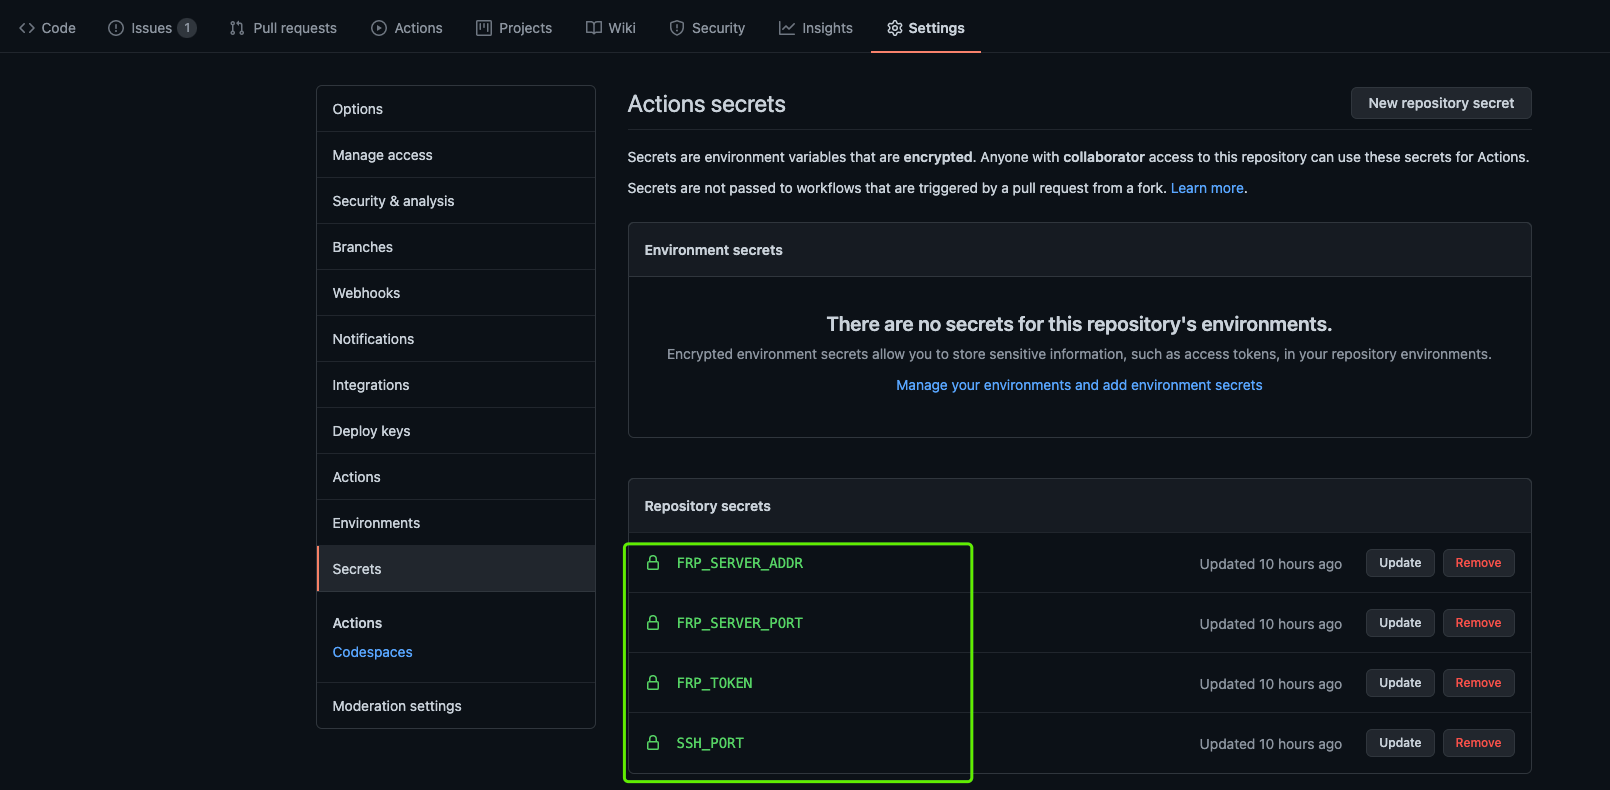 Code Issues 1 Pull requests Actions Projects Wiki Security Insights Settings
Options
Manage access
Security & analysis
Branches
Webhooks
Notifications
Integrations
Deploy keys
Actions
Environments
Secrets
Actions
Codespaces
Moderation settings
Actions secrets
New repository secret
Secrets are environment variables that are encrypted. Anyone with collaborator access to this repository can use these secrets for Actions.
Secrets are not passed to workflows that are triggered by a pull request from a fork. Learn more.
Environment secrets
There are no secrets for this repository's environments.
Encrypted environment secrets allow you to store sensitive information, such as access tokens, in your repository environments.
Manage your environments and add environment secrets
Repository secrets
FRP_SERVER_ADDR Updated 10 hours ago Update Remove
FRP_SERVER_PORT Updated 10 hours ago Update Remove
FRP_TOKEN Updated 10 hours ago Update Remove
SSH_PORT Updated 10 hours ago Update Remove